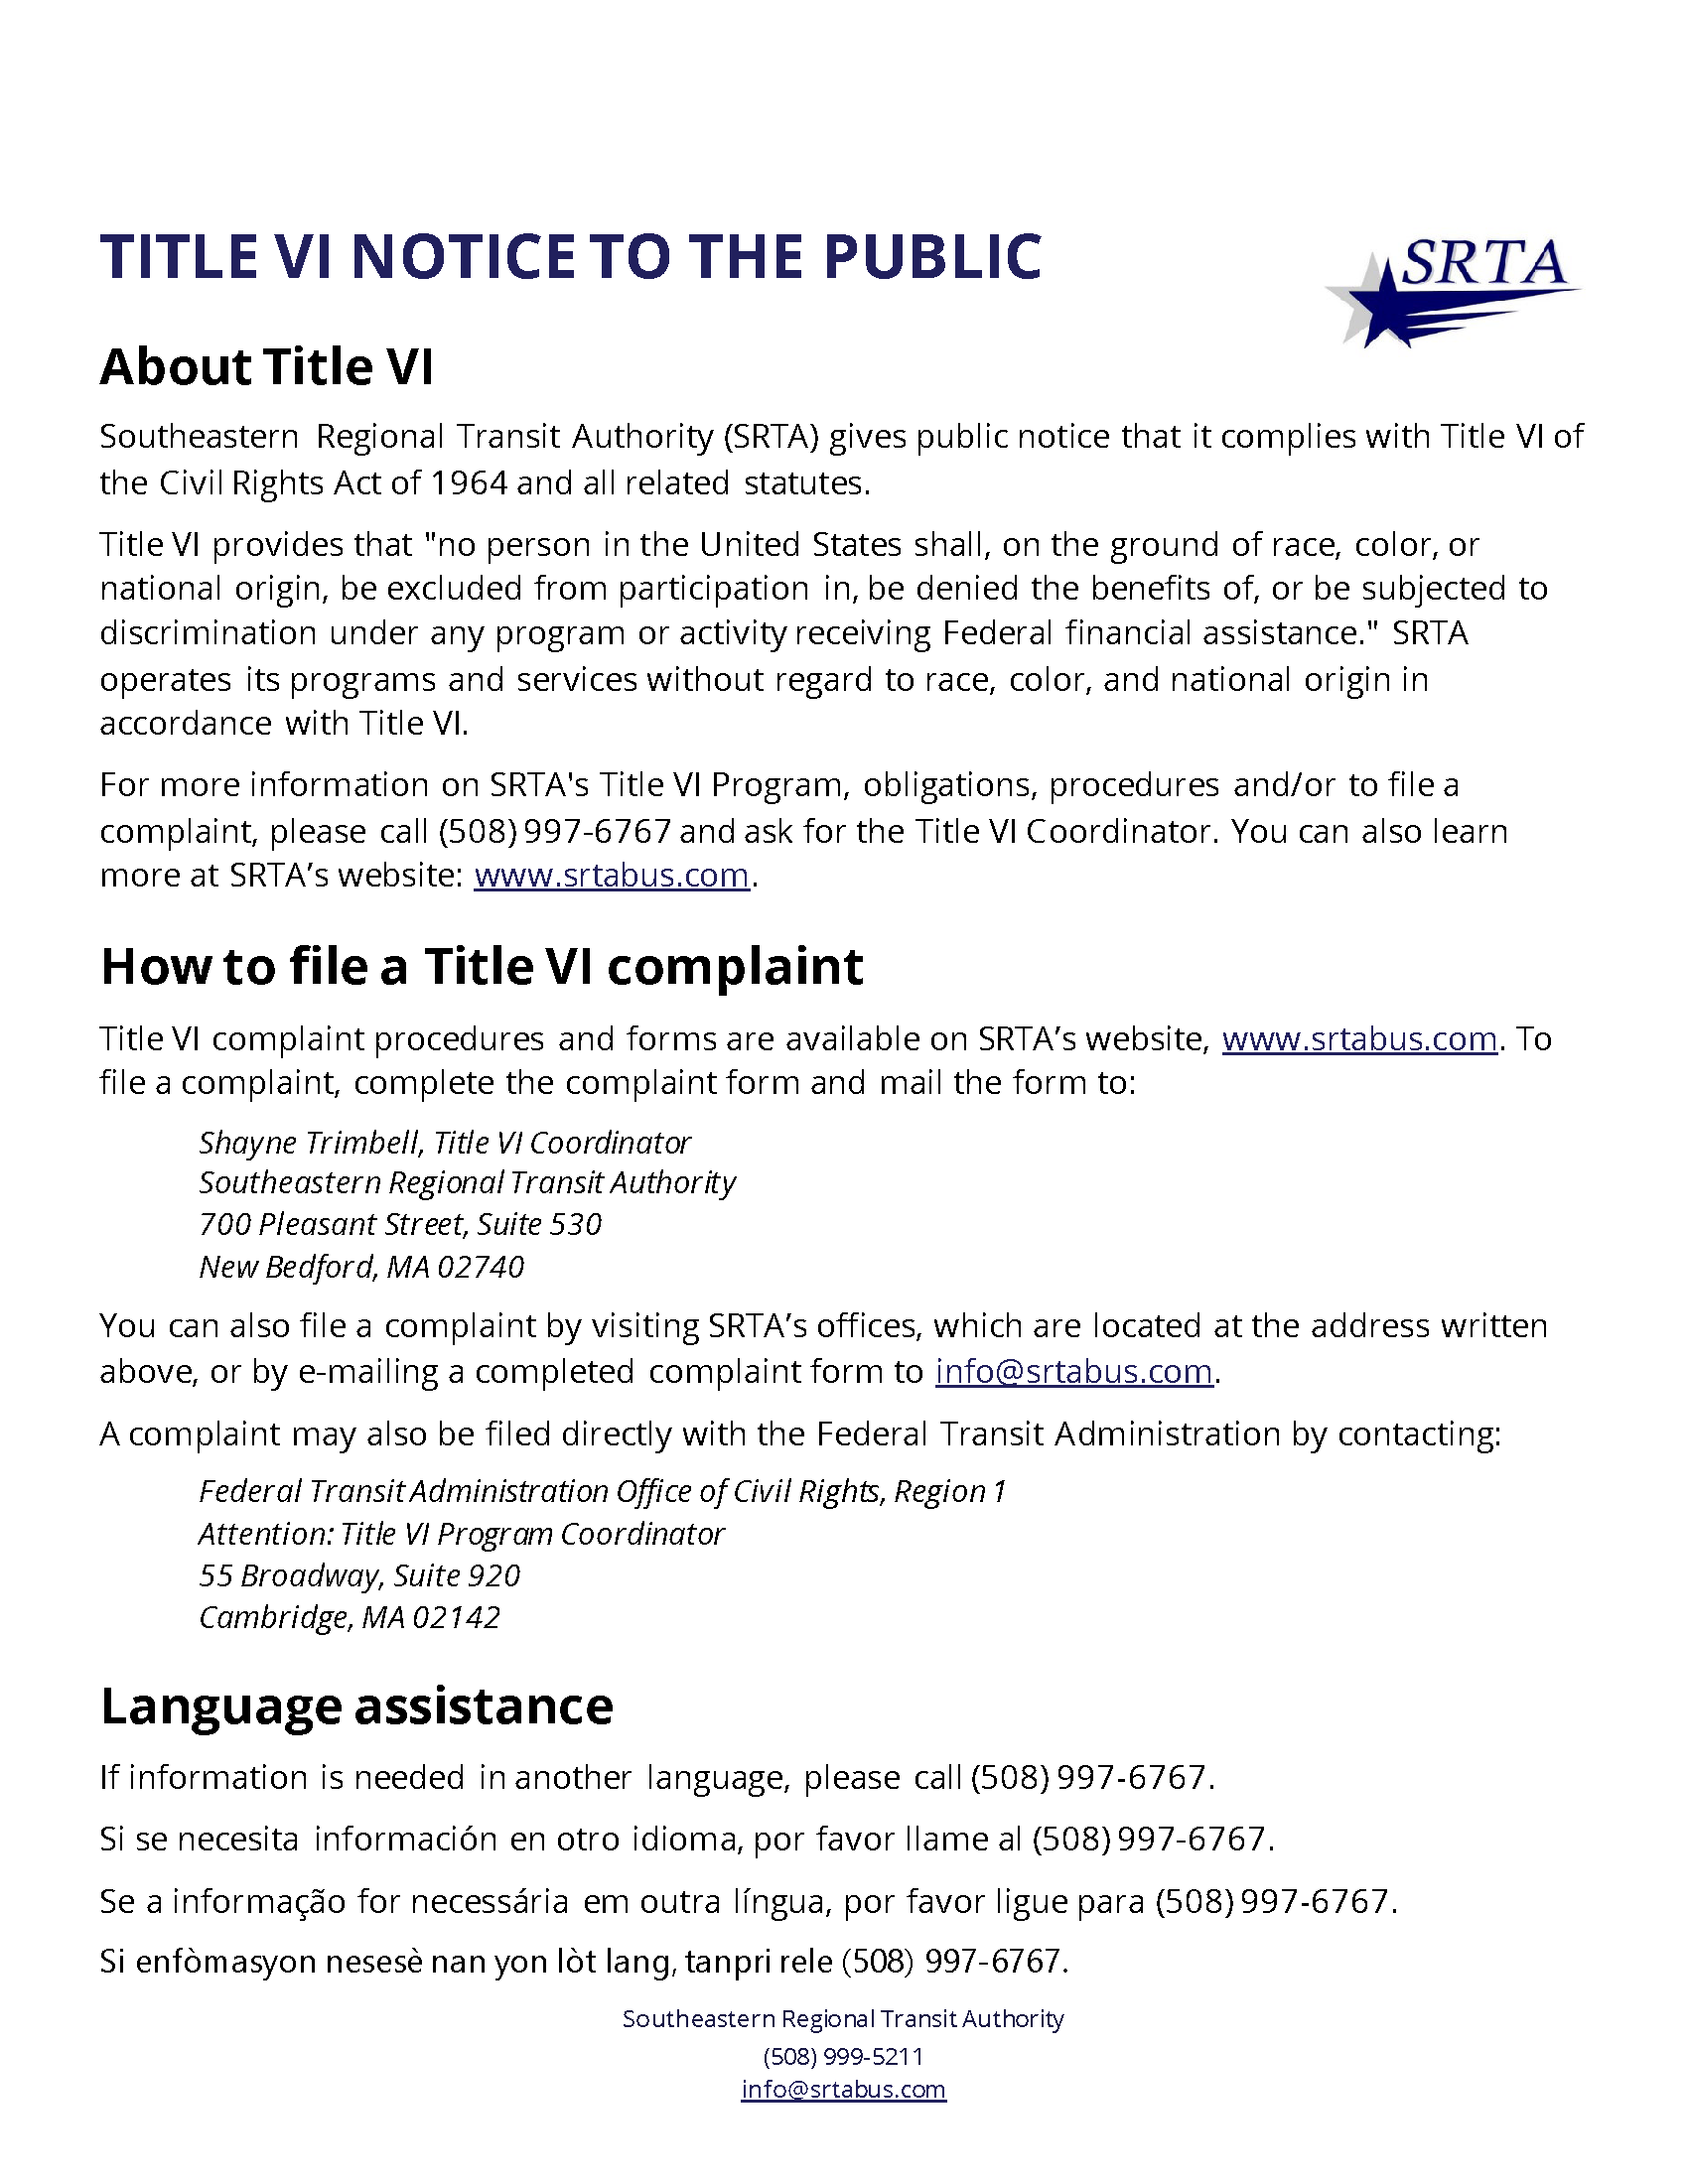 TITLE VI NOTICE TO THE PUBLIC
SRTA
About Title VI
Southeastern Regional Transit Authority (SRTA) gives public notice that it complies with Title VI of
the Civil Rights Act of 1964 and all related statutes.
Title VI provides that "no person in the United States shall, on the ground of race, color, or
national origin, be excluded from participation in, be denied the benefits of, or be subjected to
discrimination under any program or activity receiving Federal financial assistance." SRTA
operates its programs and services without regard to race, color, and national origin in
accordance with Title VI.
For more information on SRTA's Title VI Program, obligations, procedures and/or to file a
complaint, please call (508) 997-6767 and ask for the Title VI Coordinator. You can also learn
more at SRTA’s website: www.srtabus.com.
How to file a Title VI complaint
Title VI complaint procedures and forms are available on SRTA’s website, www.srtabus.com. To
file a complaint, complete the complaint form and mail the form to:
Shayne Trimbell, Title VI Coordinator
Southeastern Regional Transit Authority
700 Pleasant Street, Suite 530
New Bedford, MA 02740
You can also file a complaint by visiting SRTA’s offices, which are located at the address written
above, or by e-mailing a completed complaint form to info@srtabus.com.
A complaint may also be filed directly with the Federal Transit Administration by contacting:
Federal Transit Administration Office of Civil Rights, Region 1
Attention: Title VI Program Coordinator
55 Broadway, Suite 920
Cambridge, MA 02142
Language assistance
If information is needed in another language, please call (508) 997-6767.
Si se necesita información en otro idioma, por favor llame al (508) 997-6767.
Se a informação for necessária em outra língua, por favor ligue para (508) 997-6767.
Si enfòmasyon nesesè nan yon lòt lang, tanpri rele (508) 997-6767.
Southeastern Regional Transit Authority
(508) 999-5211
info@srtabus.com